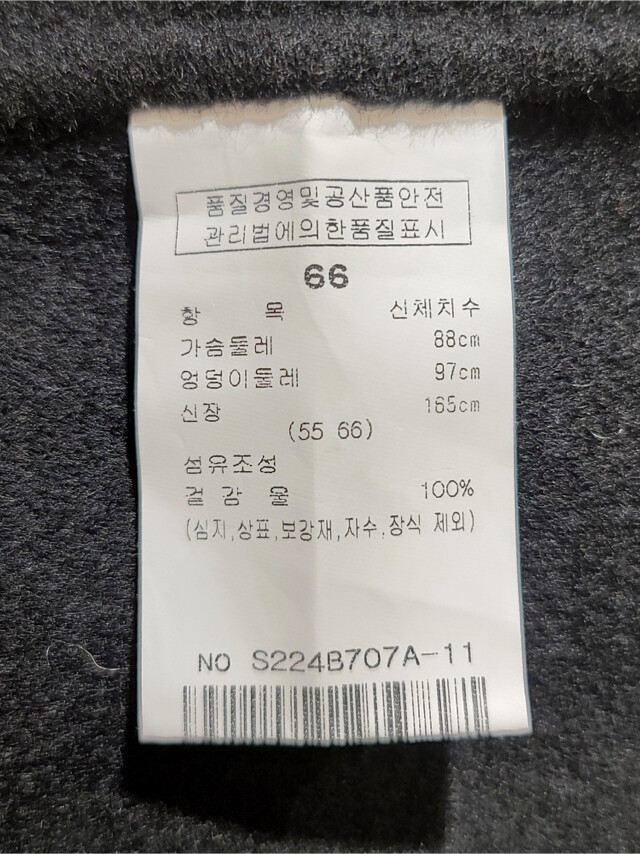 품질경영및공산품안전
관리법에의한품질표시
66
항 목 신체치수
가슴둘레 88cm
엉덩이둘레 97cm
신장 165cm
(55 66)
섬유조성
겉감 울 100%
(심지,상표,보강재,자수,장식 제외)
NO S224B707A-11